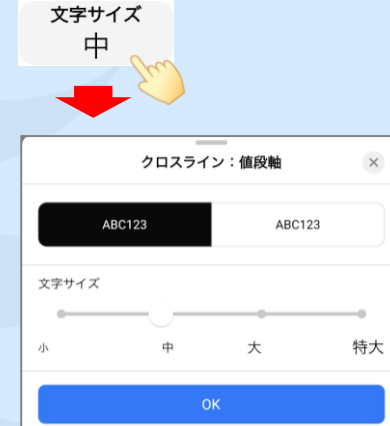 文字サイズ
中
クロスライン：値段軸
ABC123 ABC123
文字サイズ
小 中 大 特大
OK